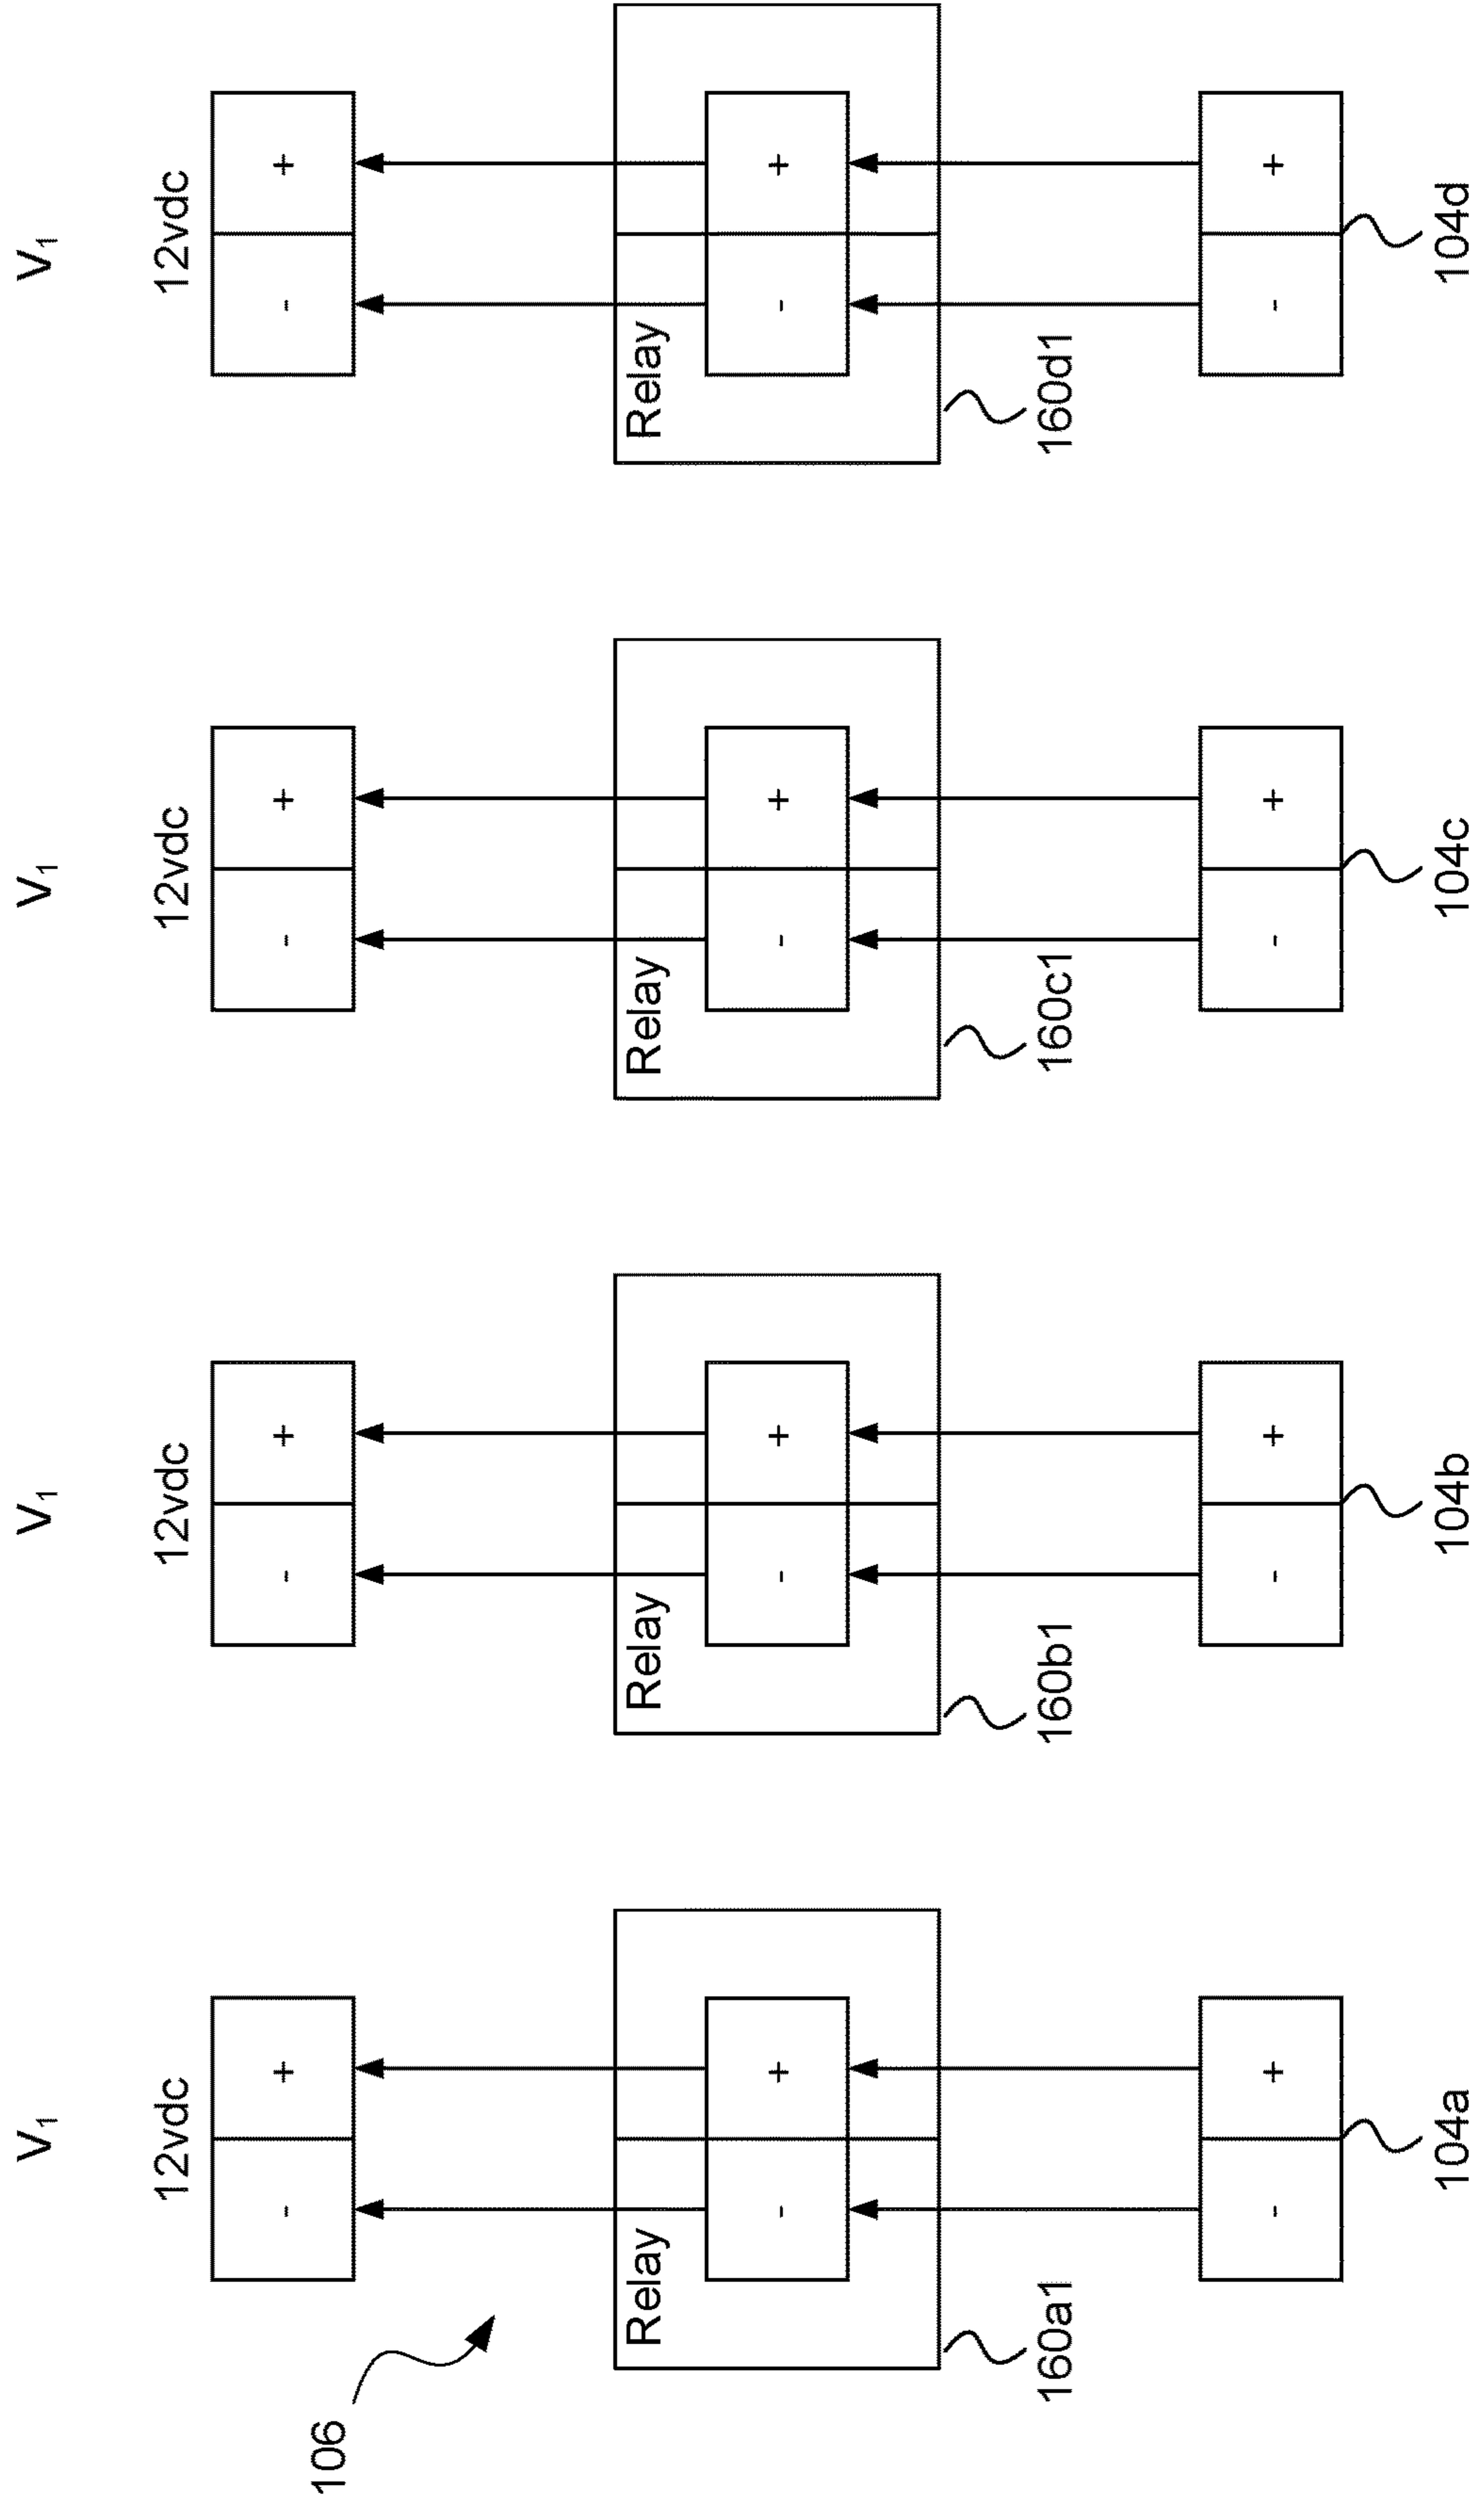 V1 V1 V1 V1
12vdc 12vdc 12vdc 12vdc
- + - + - + - +
106
Relay Relay Relay Relay
- + - + - + - +
160a1 160b1 160c1 160d1
- + - + - + - +
104a 104b 104c 104d